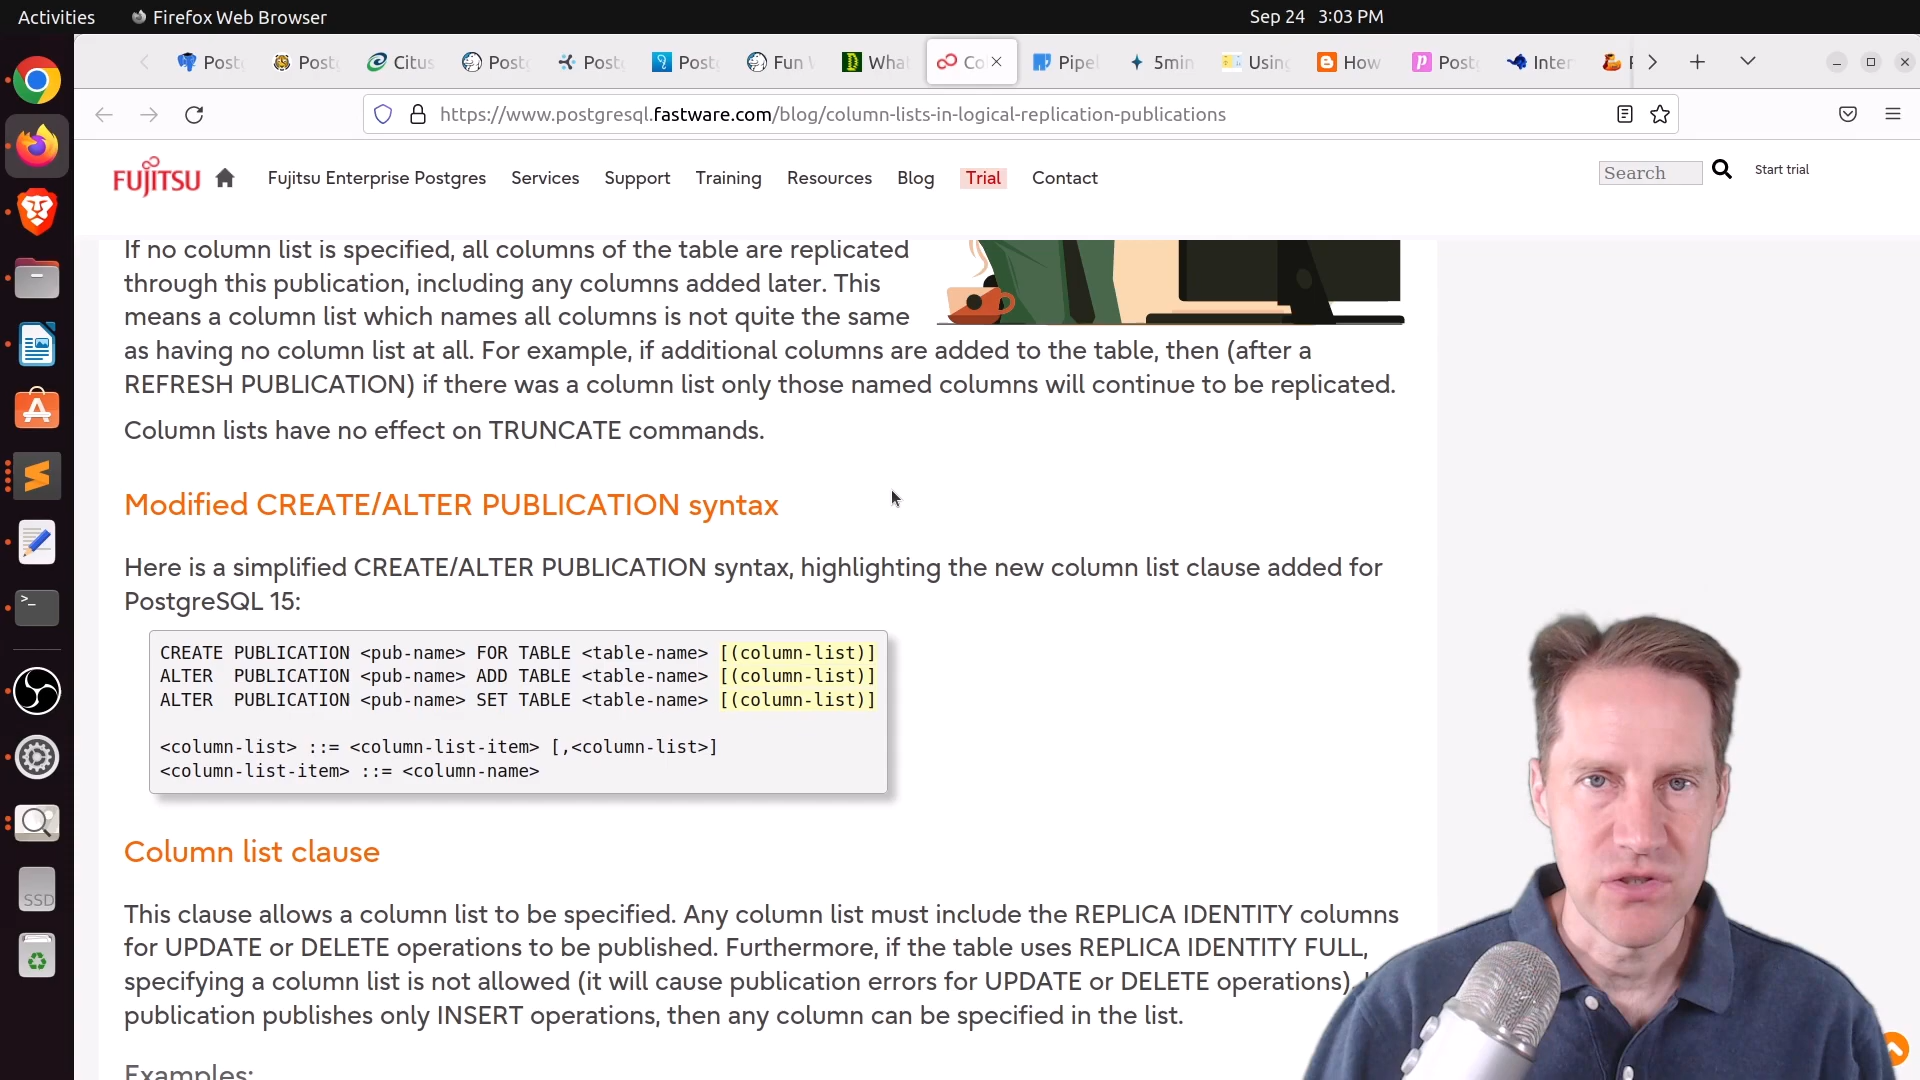 Activities
Firefox Web Browser
Sep 24 3:03 PM
Post
Post
Citus
Post
Post
Post
Fun
What
Co
Pipel
5min
Using
How
Post
Inter
https://www.postgresql.fastware.com/blog/column-lists-in-logical-replication-publications
FUJITSU
Fujitsu Enterprise Postgres
Services
Support
Training
Resources
Blog
Trial
Contact
Search
Start trial
If no column list is specified, all columns of the table are replicated
through this publication, including any columns added later. This
means a column list which names all columns is not quite the same
as having no column list at all. For example, if additional columns are added to the table, then (after a
REFRESH PUBLICATION) if there was a column list only those named columns will continue to be replicated.
Column lists have no effect on TRUNCATE commands.
Modified CREATE/ALTER PUBLICATION syntax
Here is a simplified CREATE/ALTER PUBLICATION syntax, highlighting the new column list clause added for
PostgreSQL 15:
CREATE PUBLICATION <pub-name> FOR TABLE <table-name> [(column-list)]
ALTER  PUBLICATION <pub-name> ADD TABLE <table-name> [(column-list)]
ALTER  PUBLICATION <pub-name> SET TABLE <table-name> [(column-list)]
<column-list> ::= <column-list-item> [,<column-list>]
<column-list-item> ::= <column-name>
Column list clause
This clause allows a column list to be specified. Any column list must include the REPLICA IDENTITY columns
for UPDATE or DELETE operations to be published. Furthermore, if the table uses REPLICA IDENTITY FULL,
specifying a column list is not allowed (it will cause publication errors for UPDATE or DELETE operations).
publication publishes only INSERT operations, then any column can be specified in the list.
Examples:
SSD